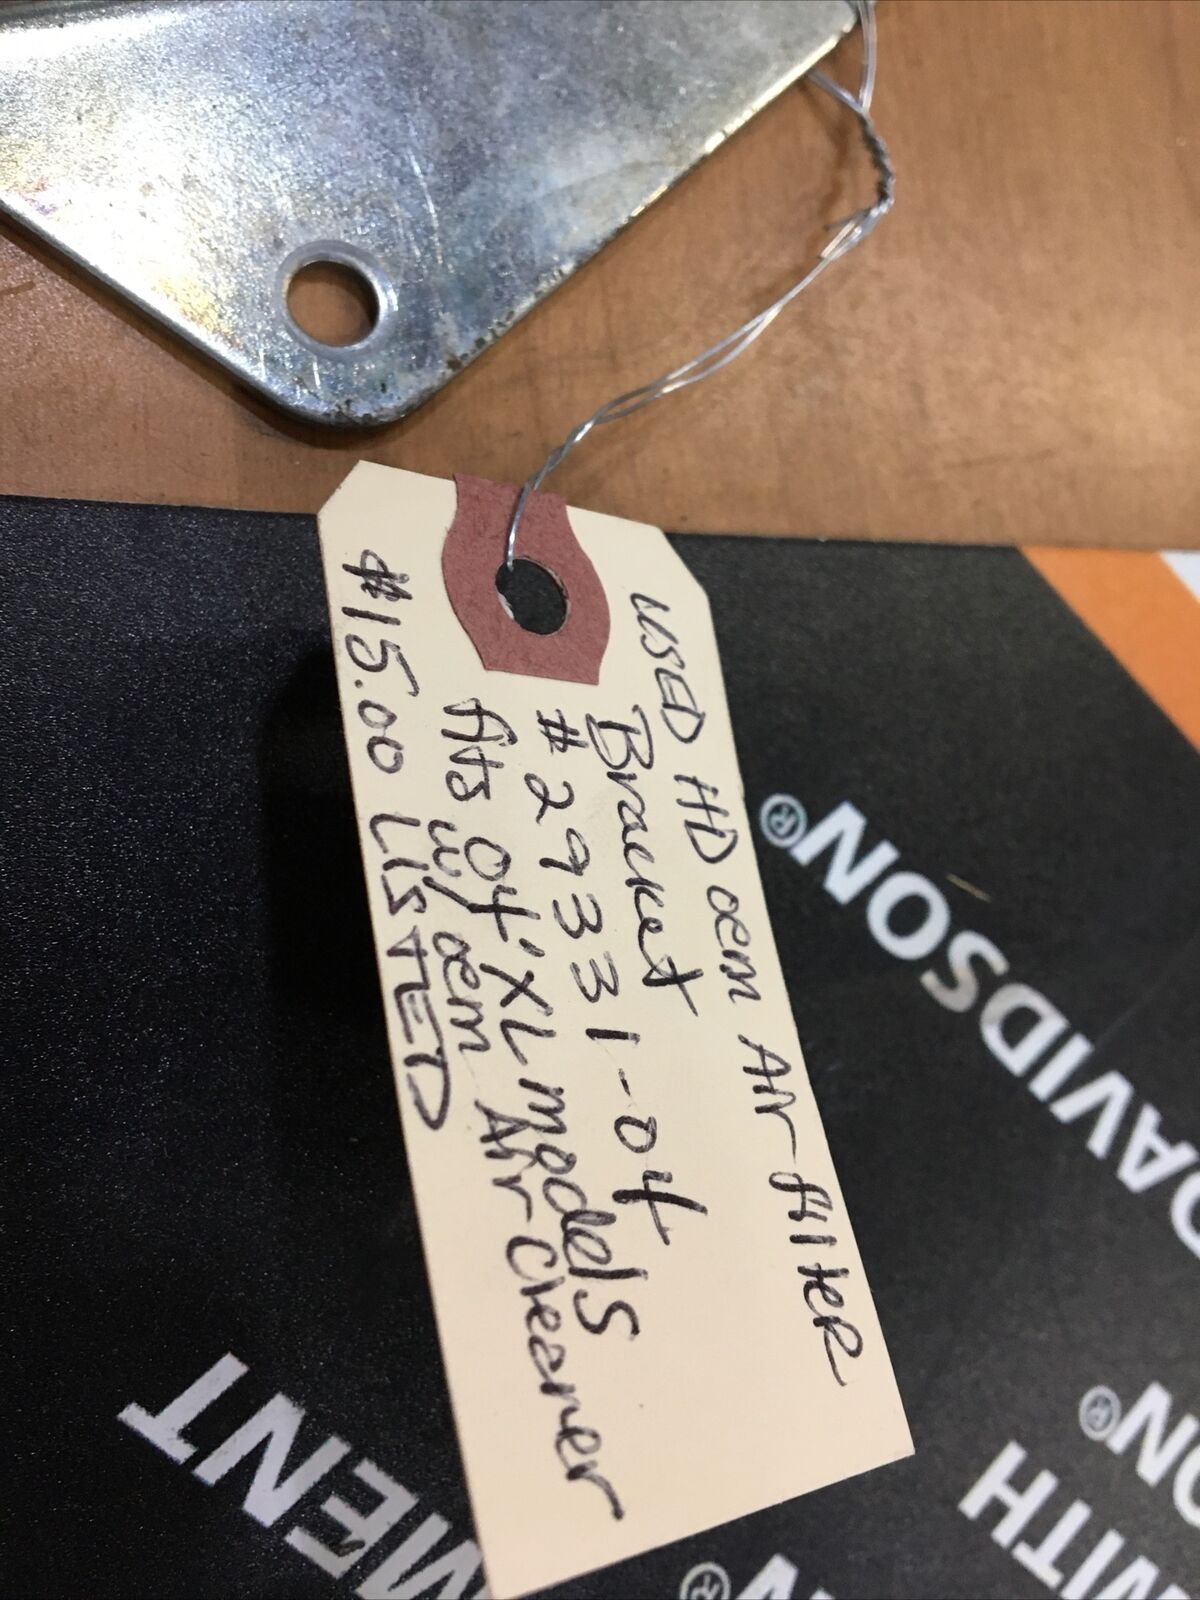 USED HD oem Air filter
Bracket
#29331-04
fits 04' XL models
w/ oem Air cleaner
$15.00 LISTED
DAVIDSON®
ON®
MITH
MENT
®